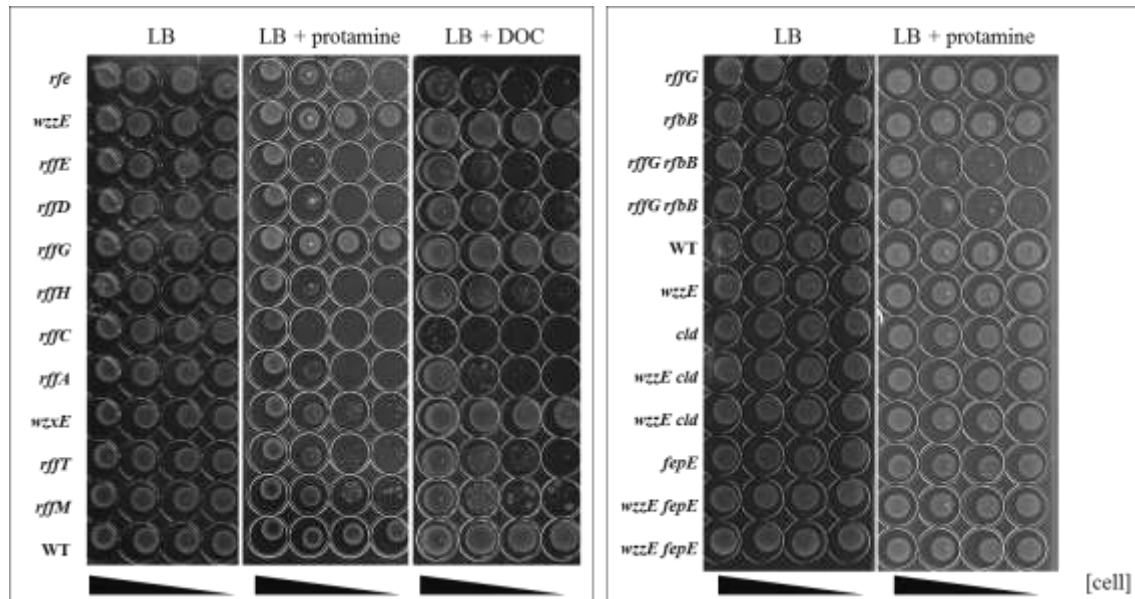 LB
LB + protamine
LB + DOC
rfe
wzzE
rffE
rffD
rffG
rffH
rffC
rffA
wzxE
rffT
rffM
WT
LB
LB + protamine
rffG
rfbB
rffG rfbB
rffG rfbB
WT
wzzE
cld
wzzE cld
wzzE cld
fepE
wzzE fepE
wzzE fepE
[cell]